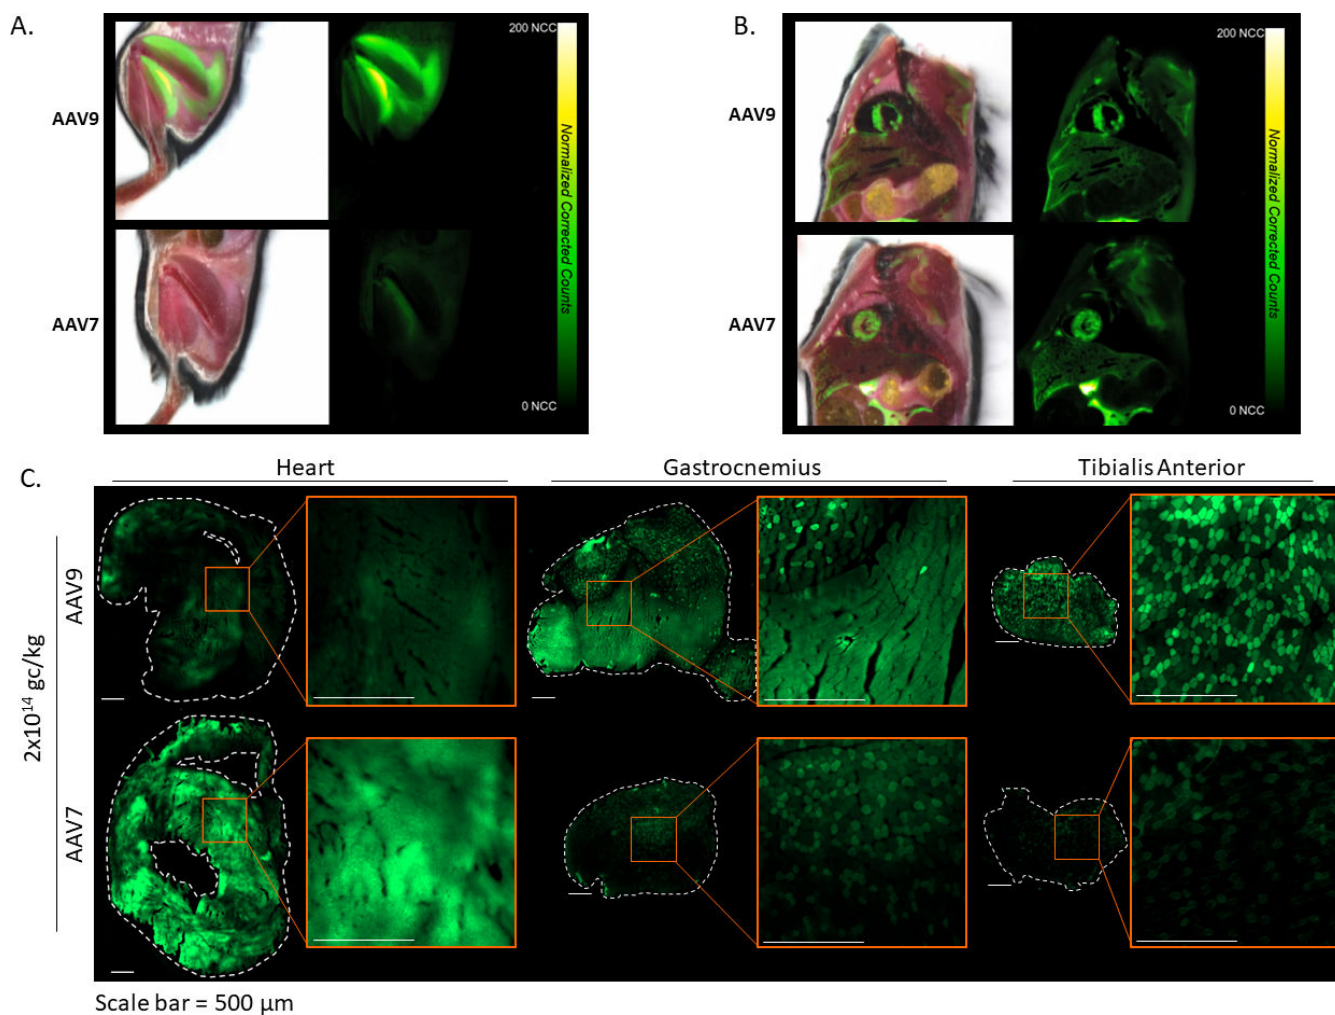 A.
200 NCC
AAV9
AAV7
Normalized Corrected Counts
0 NCC
B.
200 NCC
AAV9
AAV7
Normalized Corrected Counts
0 NCC
C.
Heart
Gastrocnemius
Tibialis Anterior
2x10¹⁴ gc/kg
AAV9
AAV7
Scale bar = 500 µm